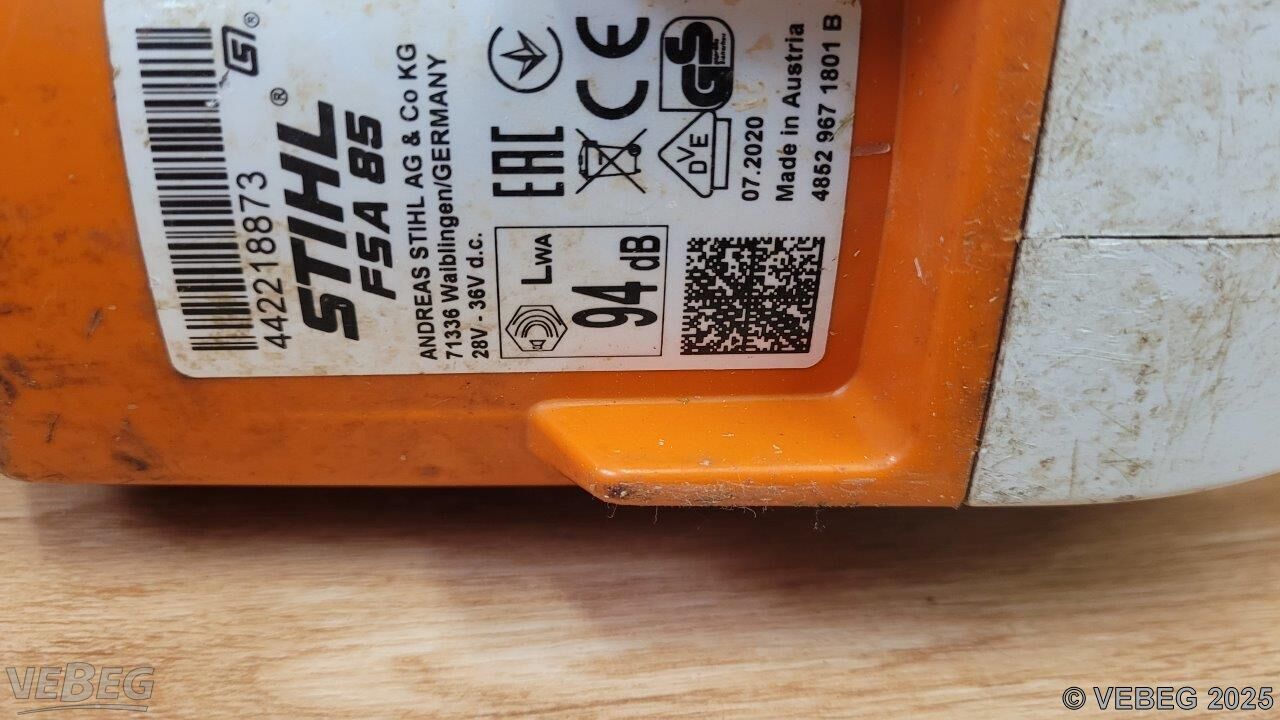 442218873
STIHL®
FSA 85
ANDREAS STIHL AG & Co KG
71336 Waiblingen/GERMANY
28V - 36V d.c.
LWA
94 dB
EAC
CE
GS
DVE
07.2020
Made in Austria
4852 967 1801 B
VEBEG
© VEBEG 2025